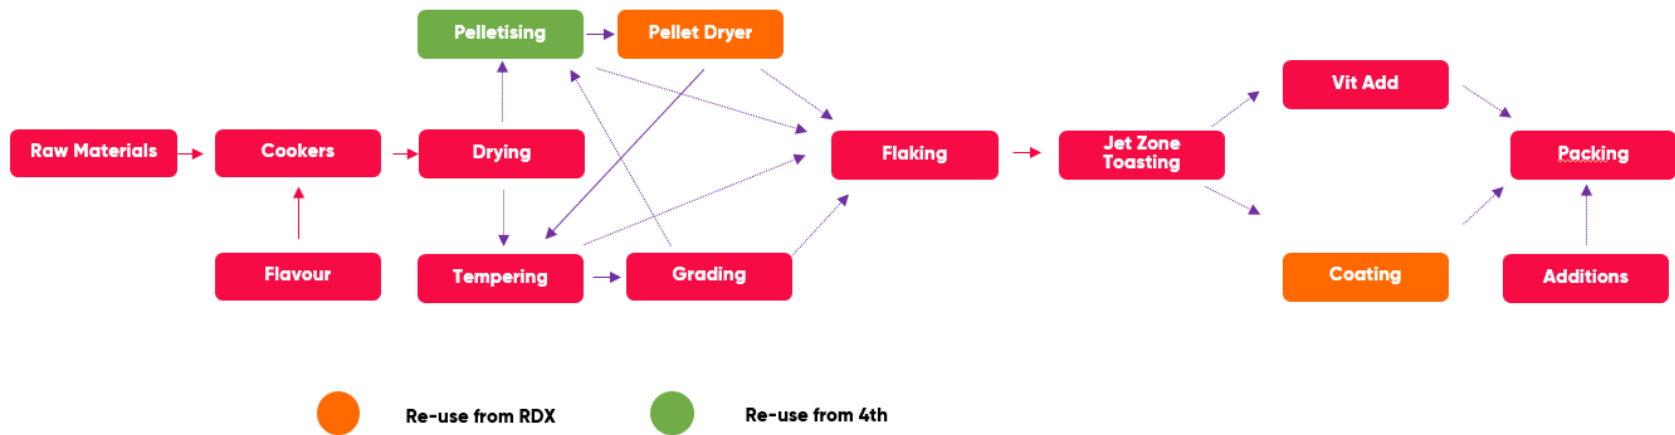 Pelletising
Pellet Dryer
Vit Add
Raw Materials
Cookers
Drying
Flaking
Jet Zone
Toasting
Packing
Flavour
Tempering
Grading
Coating
Additions
Re-use from RDX
Re-use from 4th